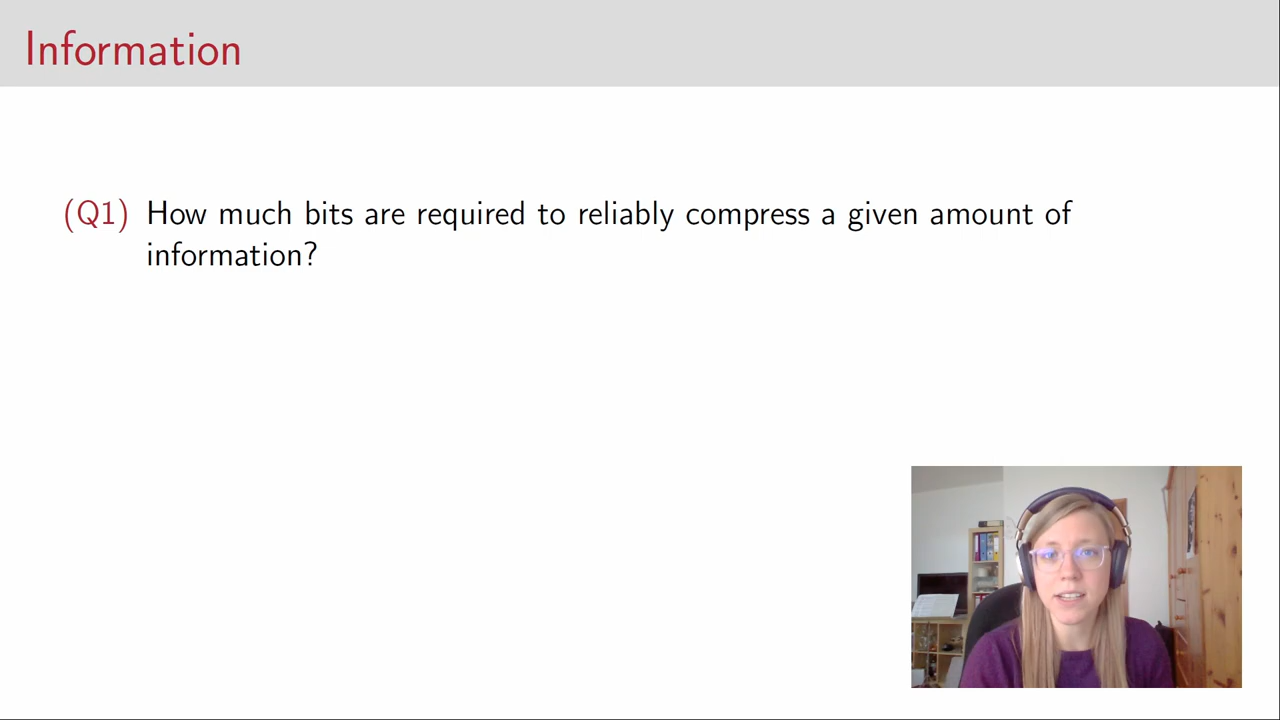 Information
(Q1) How much bits are required to reliably compress a given amount of
information?